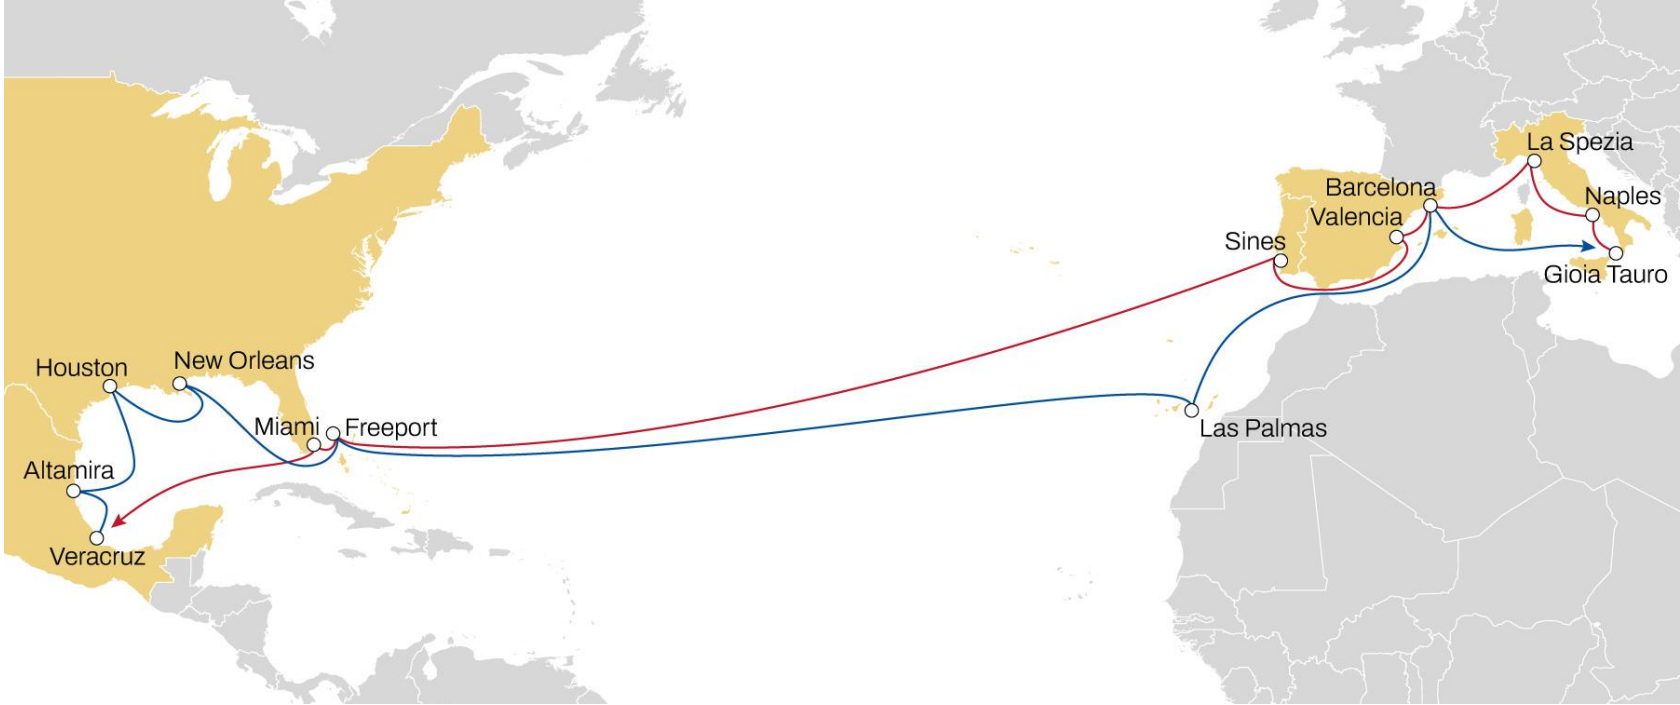 La Spezia
Barcelona
Naples
Valencia
Sines
Gioia Tauro
Houston
New Orleans
Miami
Freeport
Las Palmas
Altamira
Veracruz